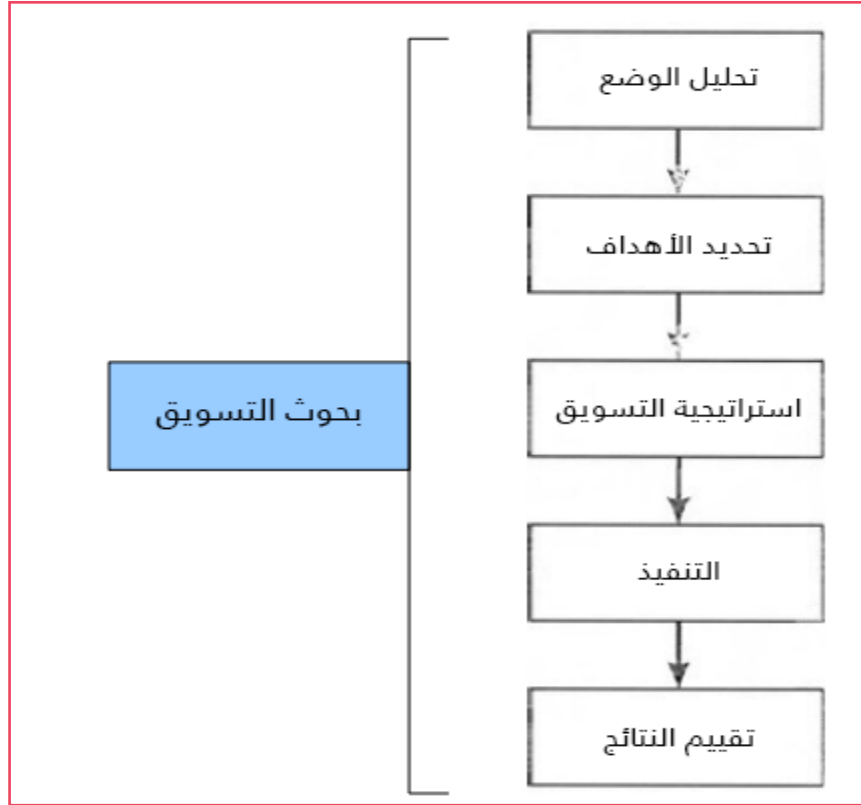 تحليل الوضع
تحديد الأهداف
استراتيجية التسويق
بحوث التسويق
التنفيذ
تقييم النتائج